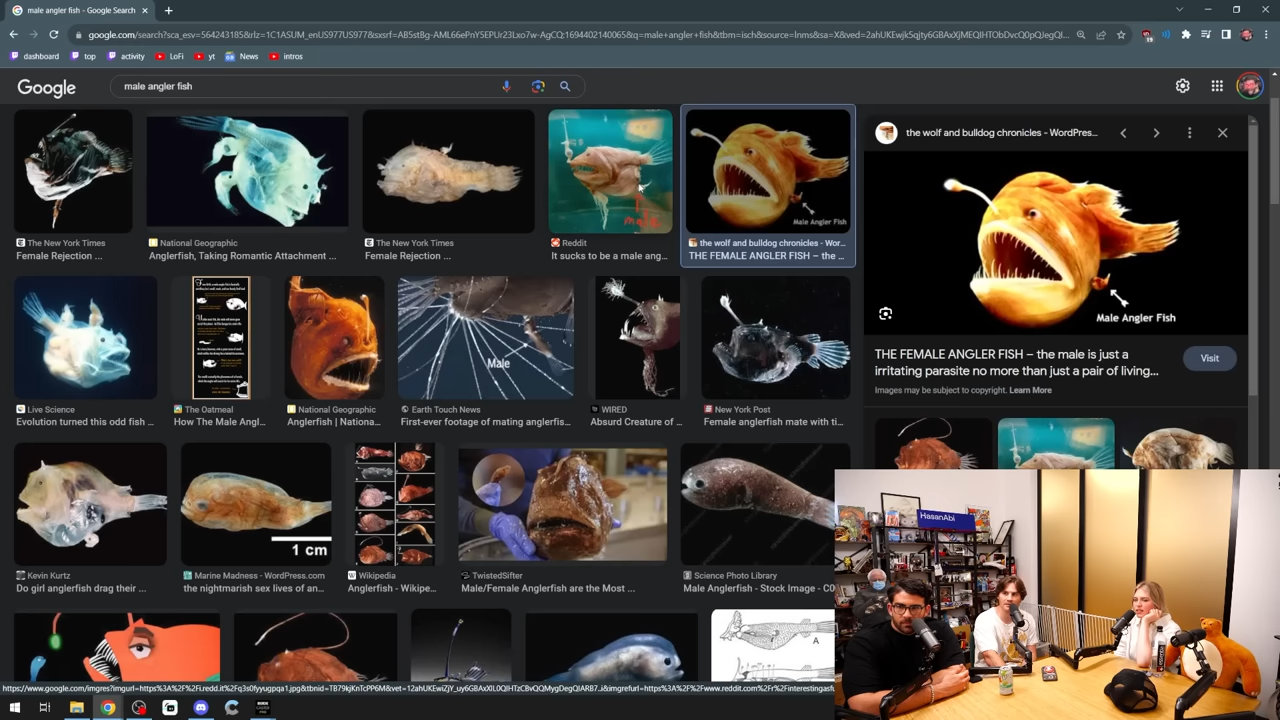 male angler fish - Google Search
dashboard
top
activity
LoFi
yt
News
intros
Google
male angler fish
male
Male Angler Fish
The New York Times
Female Rejection ...
National Geographic
Anglerfish, Taking Romantic Attachment ...
The New York Times
Female Rejection ...
Reddit
It sucks to be a male ang...
the wolf and bulldog chronicles - Wor...
THE FEMALE ANGLER FISH – the ...
the wolf and bulldog chronicles - WordPres...
Male Angler Fish
THE FEMALE ANGLER FISH – the male is just a
irritating parasite no more than just a pair of living...
Visit
Images may be subject to copyright. Learn More
Male
Live Science
Evolution turned this odd fish ...
The Oatmeal
How The Male Angl...
National Geographic
Anglerfish | Nationa...
Earth Touch News
First-ever footage of mating anglerfis...
WIRED
Absurd Creature of ...
New York Post
Female anglerfish mate with ti...
1 cm
Kevin Kurtz
Do girl anglerfish drag their ...
Marine Madness - WordPress.com
the nightmarish sex lives of an...
Wikipedia
Anglerfish - Wikipe...
TwistedSifter
Male/Female Anglerfish are the Most ...
Science Photo Library
Male Anglerfish - Stock Image - C0
A
HasanAbi